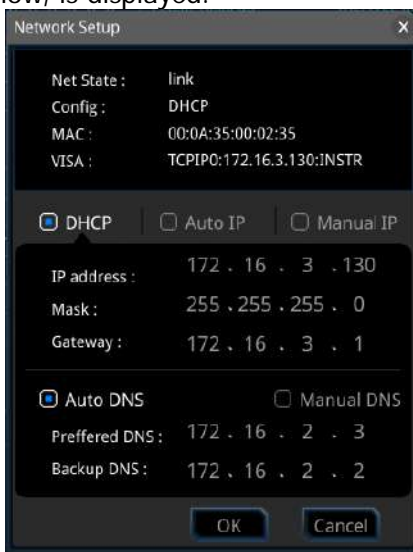 low, is displayed.
Network Setup X
Net State : link
Config : DHCP
MAC : 00:0A:35:00:02:35
VISA : TCPIP0:172.16.3.130:INSTR
DHCP Auto IP Manual IP
IP address : 172 . 16 . 3 . 130
Mask : 255 . 255 . 255 . 0
Gateway : 172 . 16 . 3 . 1
Auto DNS Manual DNS
Preffered DNS : 172 . 16 . 2 . 3
Backup DNS : 172 . 16 . 2 . 2
OK Cancel